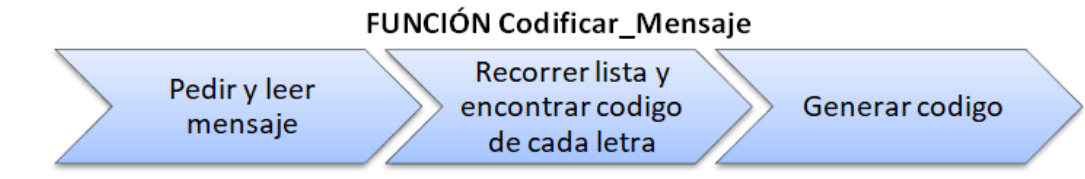 FUNCIÓN Codificar_Mensaje
Pedir y leer
mensaje
Recorrer lista y
encontrar codigo
de cada letra
Generar codigo